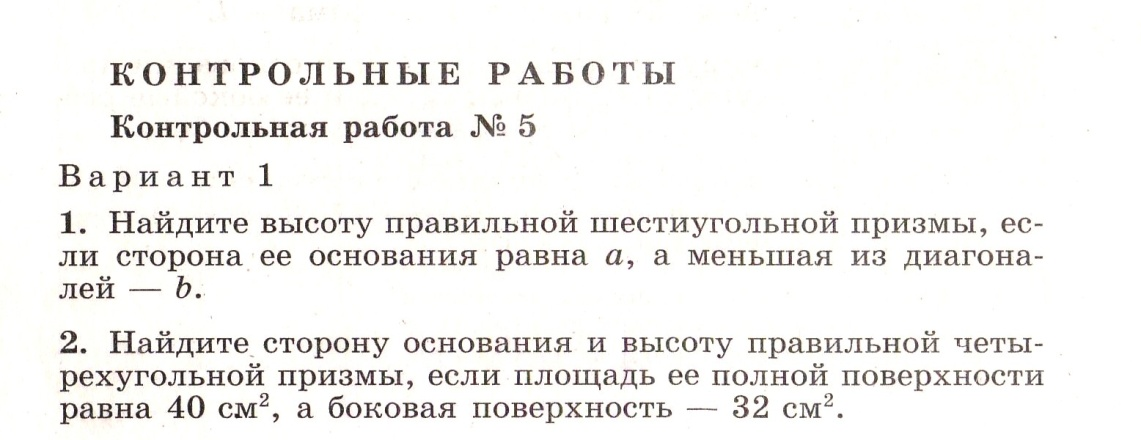 КОНТРОЛЬНЫЕ РАБОТЫ
Контрольная работа № 5
Вариант 1
1. Найдите высоту правильной шестиугольной призмы, ес-
ли сторона ее основания равна a, а меньшая из диагона-
лей — b.
2. Найдите сторону основания и высоту правильной четы-
рехугольной призмы, если площадь ее полной поверхности
равна 40 см², а боковая поверхность — 32 см².